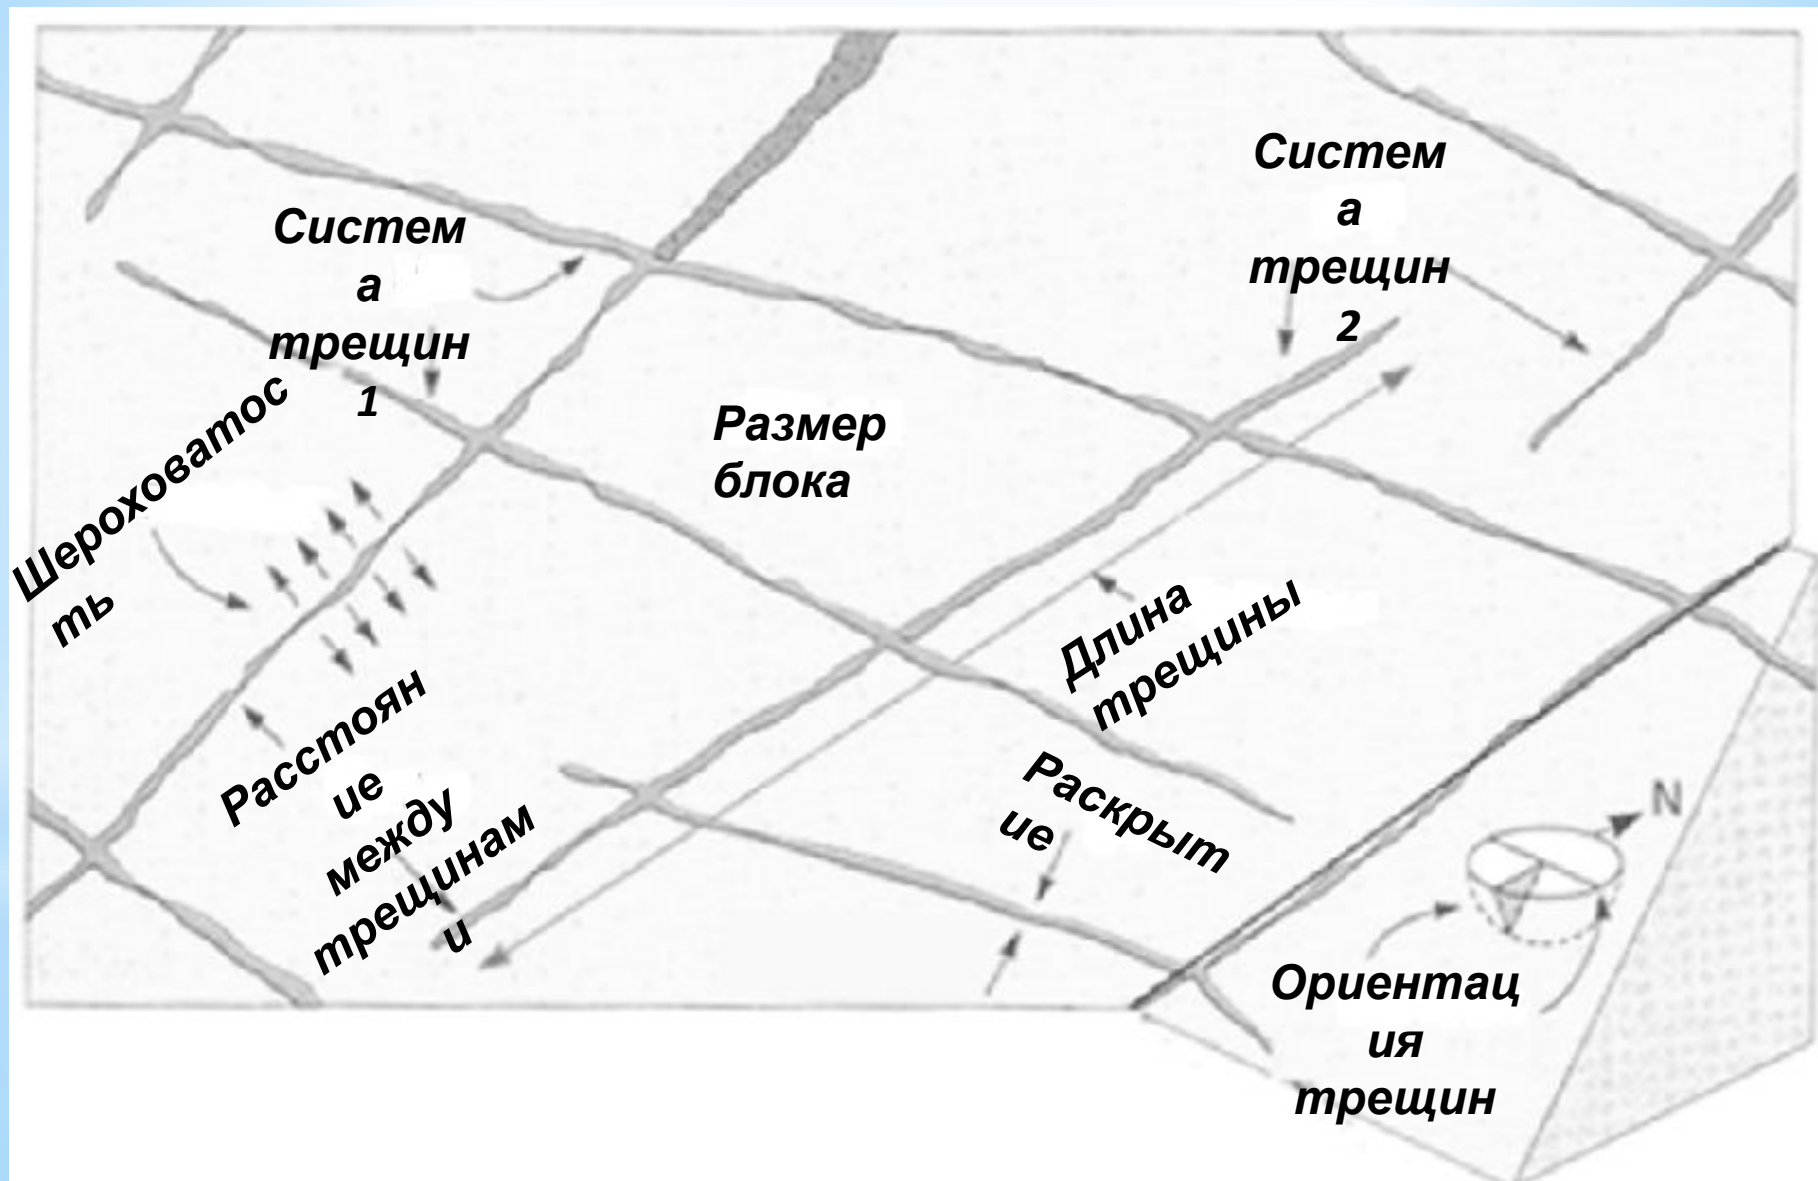 Систем
а
трещин
1
Систем
а
трещин
2
Шероховатос
ть
Размер
блока
Длина
трещины
Расстоян
ие
между
трещинам
и
Раскрыт
ие
N
Ориентац
ия
трещин